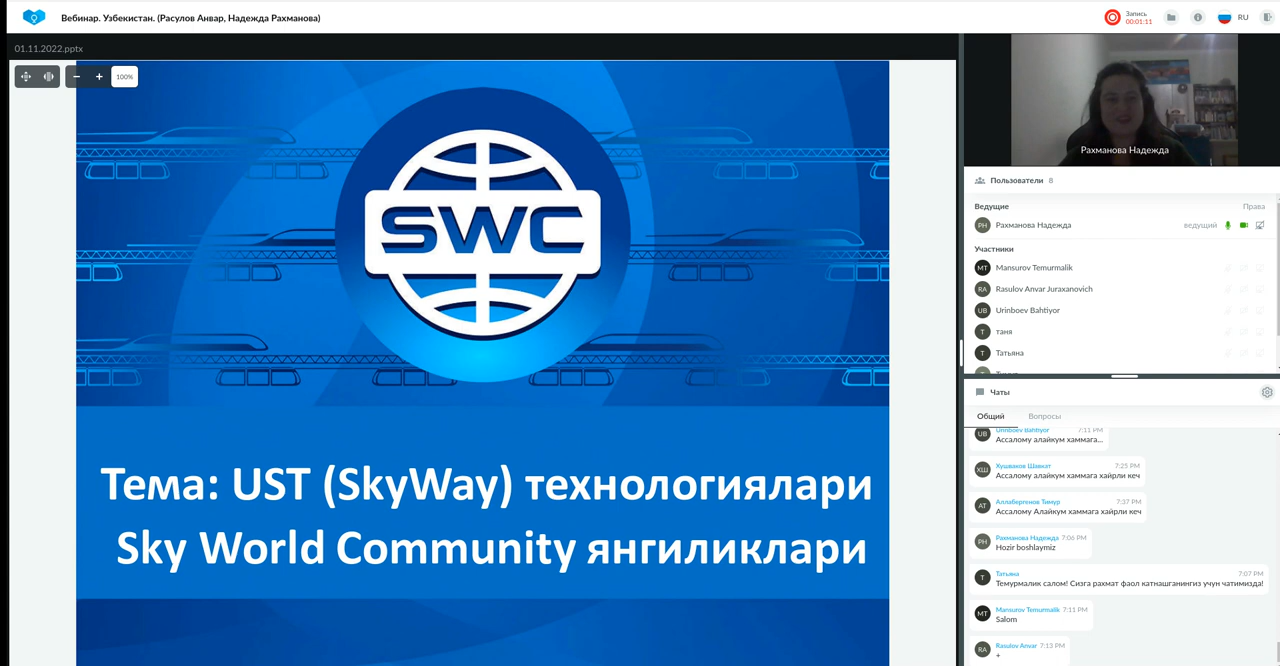 Вебинар. Узбекистан. (Расулов Анвар, Надежда Рахманова)
Запись
00:01:11
RU
01.11.2022.pptx
100%
SWC
Тема: UST (SkyWay) технологиялари
Sky World Community янгиликлари
Рахманова Надежда
Пользователи 8
Ведущие Права
РН Рахманова Надежда ведущий
Участники
MT Mansurov Temurmalik
RA Rasulov Anvar Juraxanovich
UB Urinboev Bahtiyor
Т таня
Т Татьяна
Чаты
Общий Вопросы
UB Urinboev Bahtiyor 7:11 PM
Ассалому алайкум хаммага...
ХШ Хушваков Шавкат 7:25 PM
Ассалому алайкум хаммага хайрли кеч
АТ Аллабергенов Тимур 7:37 PM
Ассалому Алайкум хаммага хайрли кеч
РН Рахманова Надежда 7:06 PM
Hozir boshlaymiz
Т Татьяна 7:07 PM
Темурмалик салом! Сизга рахмат фаол катнашганингиз учун чатимизда!
MT Mansurov Temurmalik 7:11 PM
Salom
RA Rasulov Anvar 7:13 PM
+